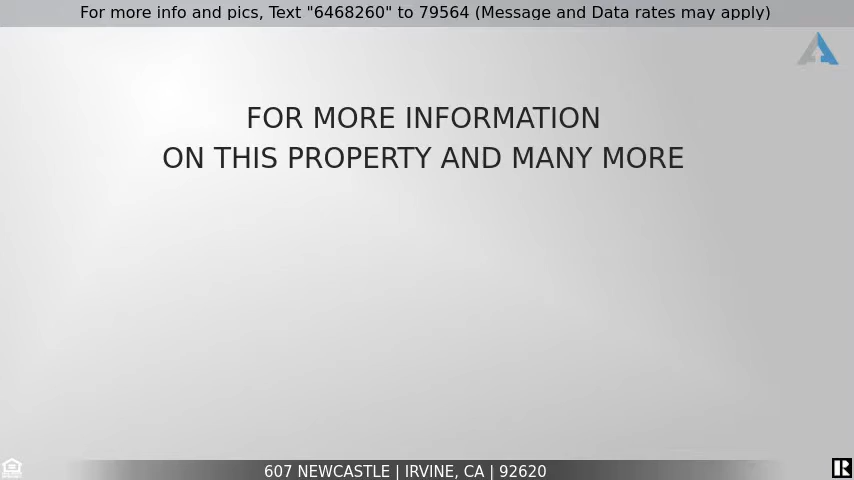 For more info and pics, Text "6468260" to 79564 (Message and Data rates may apply)
FOR MORE INFORMATION
ON THIS PROPERTY AND MANY MORE
607 NEWCASTLE | IRVINE, CA | 92620